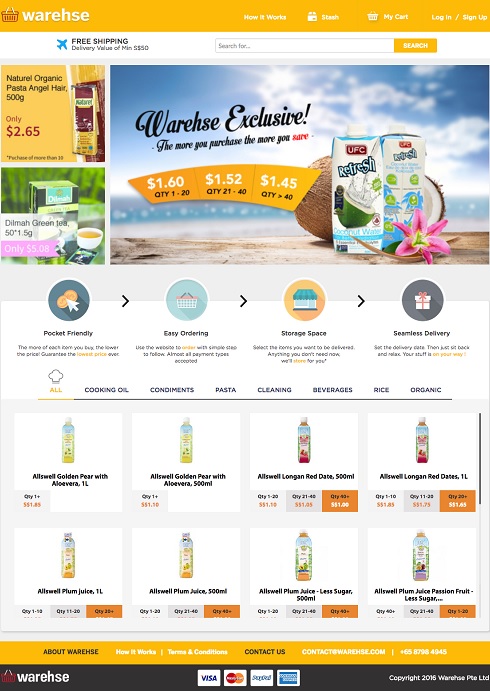 warehse
How It Works
Stash
My Cart
Log In / Sign Up
FREE SHIPPING
Delivery Value of Min S$50
Search for...
SEARCH
Naturel Organic
Pasta Angel Hair,
500g
Only
$2.65
*Puchase of more than 10
Dilmah
Dilmah Green tea,
50*1.5g
Only $5.08
Warehse Exclusive!
- The more you purchase the more you save -
$1.60
QTY 1 - 20
$1.52
QTY 21 - 40
$1.45
QTY > 40
UFC
Refresh
Coconut Water
UFC
Refresh
Pocket Friendly
The more of each item you buy, the lower
the price! Guarantee the lowest price ever.
Easy Ordering
Use the website to order with simple step
to follow. Almost all payment types
accepted
Storage Space
Select the items you want to be delivered.
Anything you don't need now,
we'll store for you*
Seamless Delivery
Set the delivery date. Then just sit back
and relax. Your stuff is on your way!
ALL
COOKING OIL
CONDIMENTS
PASTA
CLEANING
BEVERAGES
RICE
ORGANIC
Allswell Golden Pear with
Aloevera, 1L
Qty 1+
S$1.85
Allswell Golden Pear with
Aloevera, 500ml
Qty 1+
S$1.10
Allswell Longan Red Date, 500ml
Qty 1-20 Qty 21-40 Qty 40+
S$1.10 S$1.05 S$1.00
Allswell Longan Red Dates, 1L
Qty 1-10 Qty 11-20 Qty 20+
S$1.85 S$1.75 S$1.65
Allswell Plum juice, 1L
Qty 1-10 Qty 11-20 Qty 20+
Allswell Plum Juice, 500ml
Qty 1-20 Qty 21-40 Qty 40+
Allswell Plum Juice - Less Sugar,
500ml
Qty 1-20 Qty 21-40 Qty 40+
Allswell Plum Juice Passion Fruit -
Less Sugar,...
Qty 40+ Qty 21-40 Qty 1-20
ABOUT WAREHSE
How It Works | Terms & Conditions
CONTACT US
CONTACT@WAREHSE.COM | +65 8798 4945
warehse
VISA
MasterCard
PayPal
Copyright 2016 Warehse Pte Ltd